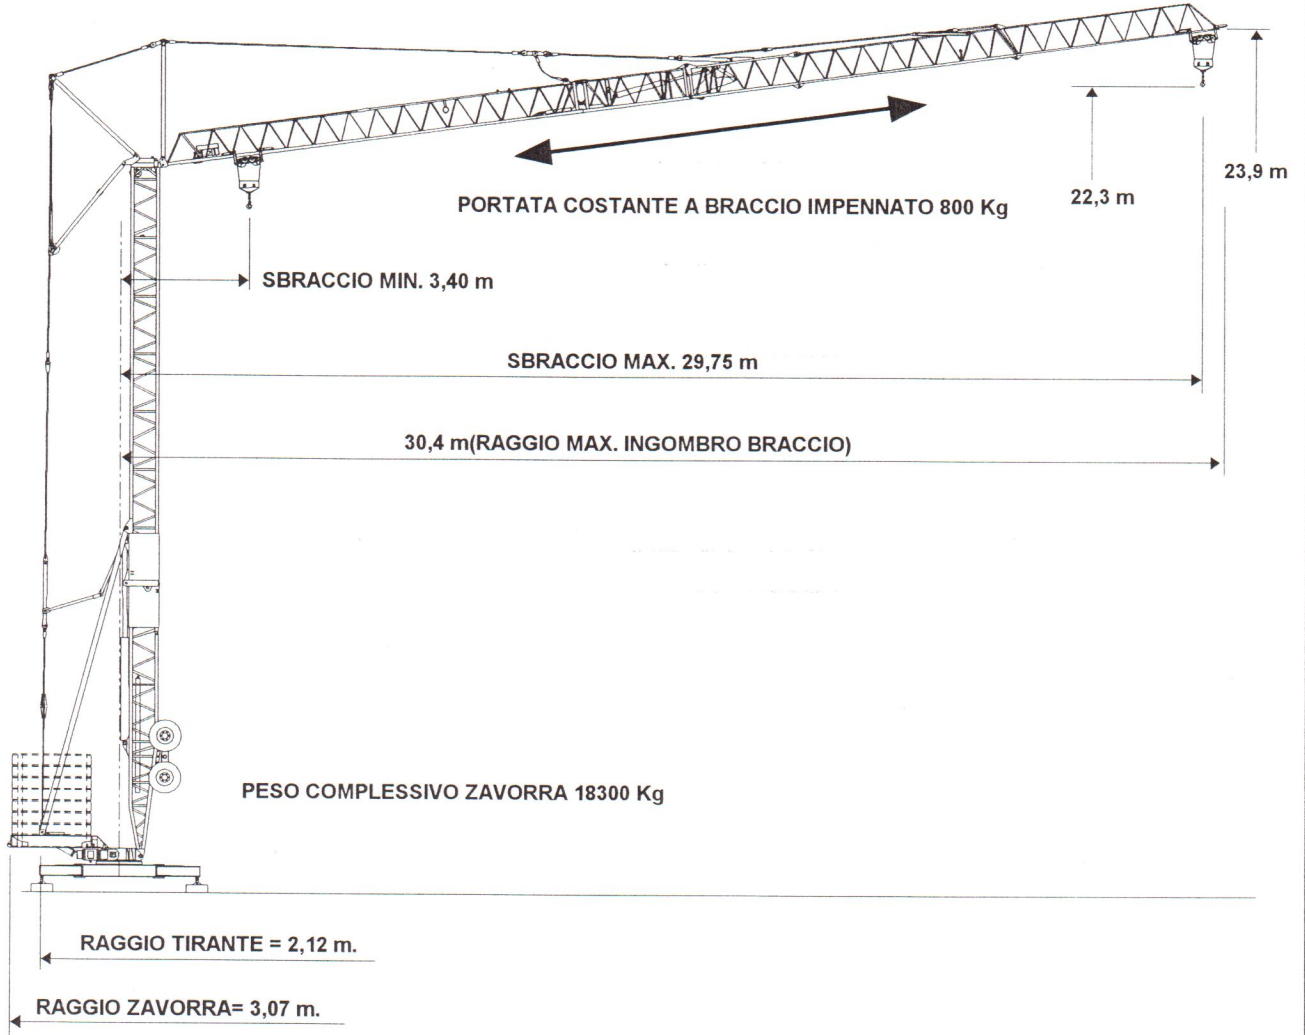 23,9 m
22,3 m
PORTATA COSTANTE A BRACCIO IMPENNATO 800 Kg
SBRACCIO MIN. 3,40 m
SBRACCIO MAX. 29,75 m
30,4 m(RAGGIO MAX. INGOMBRO BRACCIO)
PESO COMPLESSIVO ZAVORRA 18300 Kg
RAGGIO TIRANTE = 2,12 m.
RAGGIO ZAVORRA= 3,07 m.